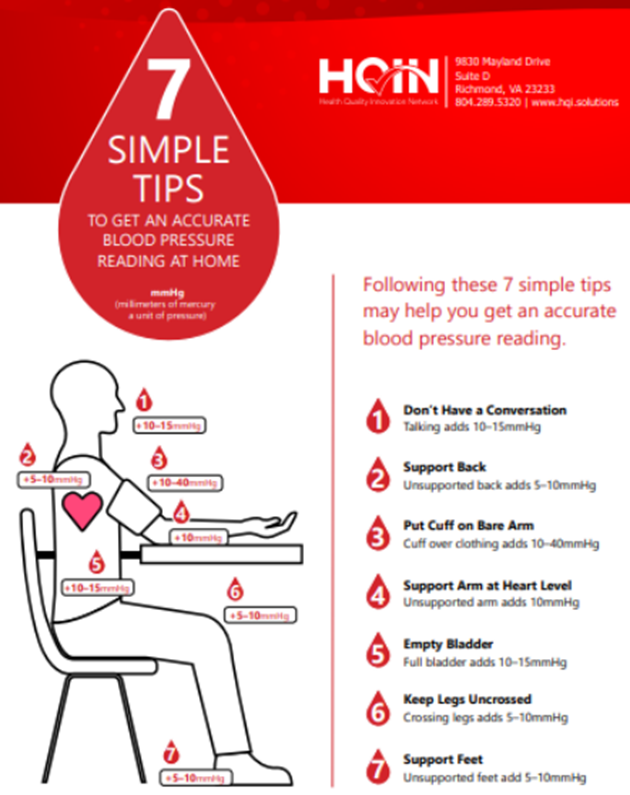 7
SIMPLE
TIPS
TO GET AN ACCURATE
BLOOD PRESSURE
READING AT HOME
mmHg
(millimeters of mercury
a unit of pressure)
HQIN
Health Quality Innovation Network
9830 Mayland Drive
Suite D
Richmond, VA 23233
804.289.5320 | www.hqi.solutions
Following these 7 simple tips
may help you get an accurate
blood pressure reading.
1
+10–15mmHg
2
+5–10mmHg
3
+10–40mmHg
4
+10mmHg
5
+10–15mmHg
6
+5–10mmHg
7
+5–10mmHg
1
Don't Have a Conversation
Talking adds 10–15mmHg
2
Support Back
Unsupported back adds 5–10mmHg
3
Put Cuff on Bare Arm
Cuff over clothing adds 10–40mmHg
4
Support Arm at Heart Level
Unsupported arm adds 10mmHg
5
Empty Bladder
Full bladder adds 10–15mmHg
6
Keep Legs Uncrossed
Crossing legs adds 5–10mmHg
7
Support Feet
Unsupported feet add 5–10mmHg